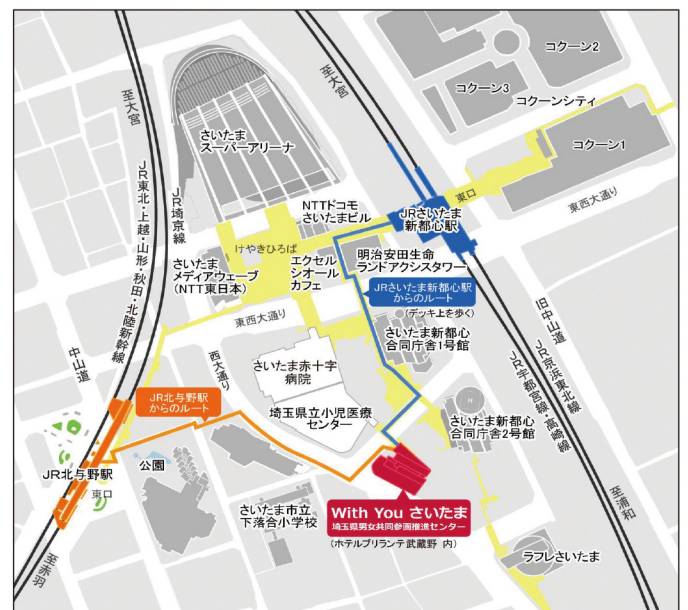 コクーン2
コクーン3
コクーンシティ
コクーン1
至大宮
至大宮
さいたま
スーパーアリーナ
JR東北・上越・山形・秋田・北陸新幹線
JR埼京線
東口
東西大通り
NTTドコモ
さいたまビル
JRさいたま
新都心駅
けやきひろば
さいたま
メディアウェーブ
(NTT東日本)
エクセル
シオール
カフェ
明治安田生命
ランドアクシスタワー
JRさいたま新都心駅
からのルート
(デッキ上を歩く)
東西大通り
さいたま新都心
合同庁舎1号館
旧中山道
JR京浜東北線
JR宇都宮線・高崎線
中山道
西大通り
さいたま赤十字
病院
JR北与野駅
からのルート
埼玉県立小児医療
センター
H
さいたま新都心
合同庁舎2号館
JR北与野駅
東口
公園
さいたま市立
下落合小学校
With You さいたま
埼玉県男女共同参画推進センター
(ホテルブリランテ武蔵野 内)
至浦和
ラフレさいたま
至赤羽